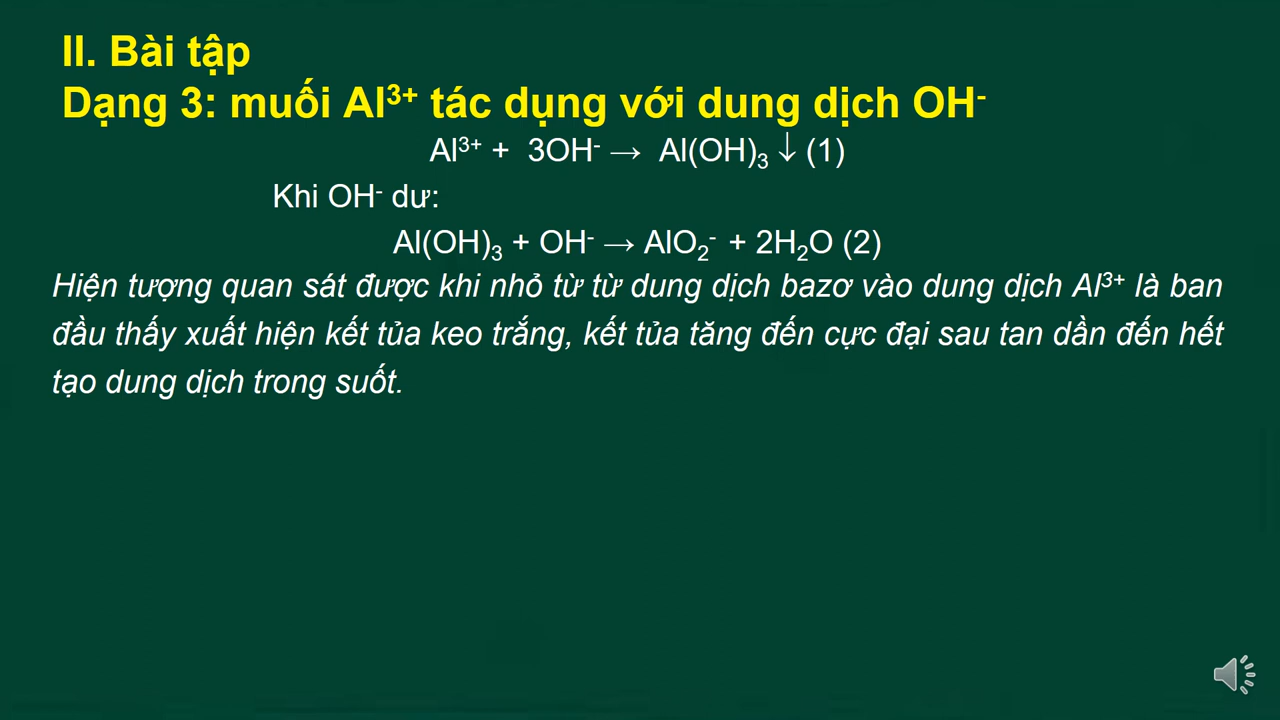 II. Bài tập
Dạng 3: muối Al³⁺ tác dụng với dung dịch OH⁻
Al³⁺ + 3OH⁻ → Al(OH)₃ ↓ (1)
Khi OH⁻ dư:
Al(OH)₃ + OH⁻ → AlO₂⁻ + 2H₂O (2)
Hiện tượng quan sát được khi nhỏ từ từ dung dịch bazơ vào dung dịch Al³⁺ là ban
đầu thấy xuất hiện kết tủa keo trắng, kết tủa tăng đến cực đại sau tan dần đến hết
tạo dung dịch trong suốt.